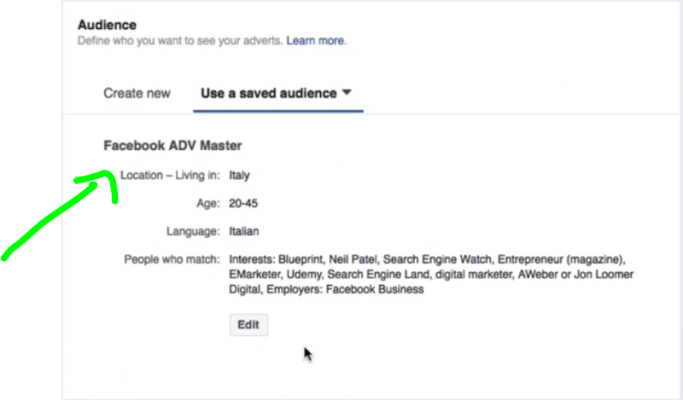 Audience
Define who you want to see your adverts. Learn more.
Create new
Use a saved audience
Facebook ADV Master
Location – Living in: Italy
Age: 20-45
Language: Italian
People who match: Interests: Blueprint, Neil Patel, Search Engine Watch, Entrepreneur (magazine),
EMarketer, Udemy, Search Engine Land, digital marketer, AWeber or Jon Loomer
Digital, Employers: Facebook Business
Edit